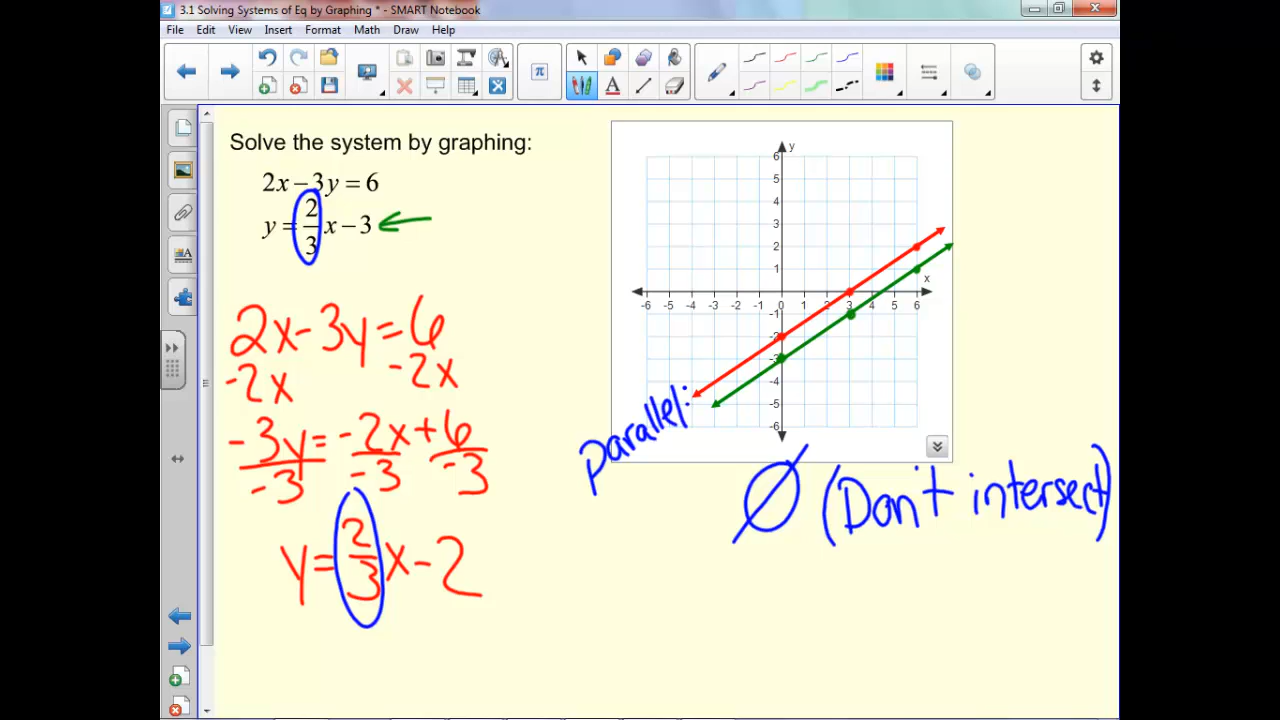 3.1 Solving Systems of Eq by Graphing * - SMART Notebook
File Edit View Insert Format Math Draw Help
π
A
Solve the system by graphing:
2x − 3y = 6
y = 2/3 x − 3
2x - 3y = 6
-2x -2x
-3y = -2x + 6
-3 -3 -3
y = 2/3 x - 2
y
6
5
4
3
2
1
x
-6 -5 -4 -3 -2 -1 0 1 2 3 4 5 6
-1
-2
-3
-4
-5
-6
parallel:
Ø (Don't intersect)